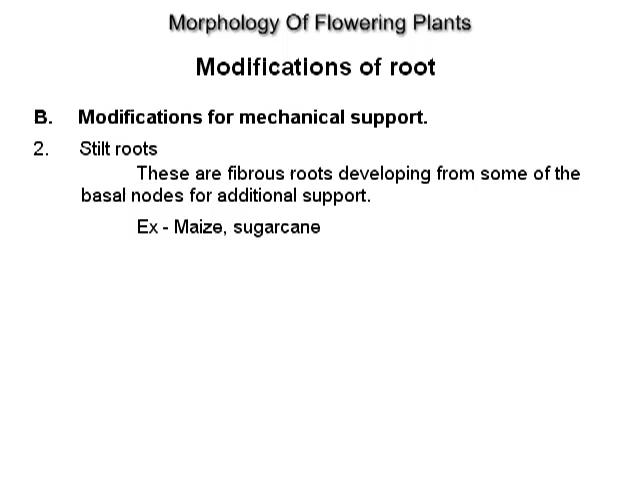 Morphology Of Flowering Plants
Modifications of root
B. Modifications for mechanical support.
2. Stilt roots
These are fibrous roots developing from some of the
basal nodes for additional support.
Ex - Maize, sugarcane